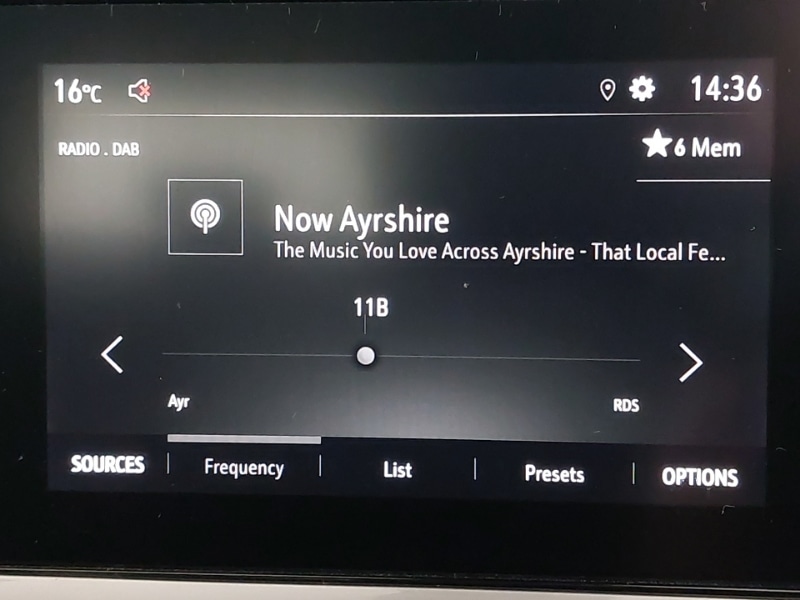 16°C 14:36
RADIO . DAB 6 Mem
Now Ayrshire
The Music You Love Across Ayrshire - That Local Fe...
11B
Ayr RDS
SOURCES Frequency List Presets OPTIONS